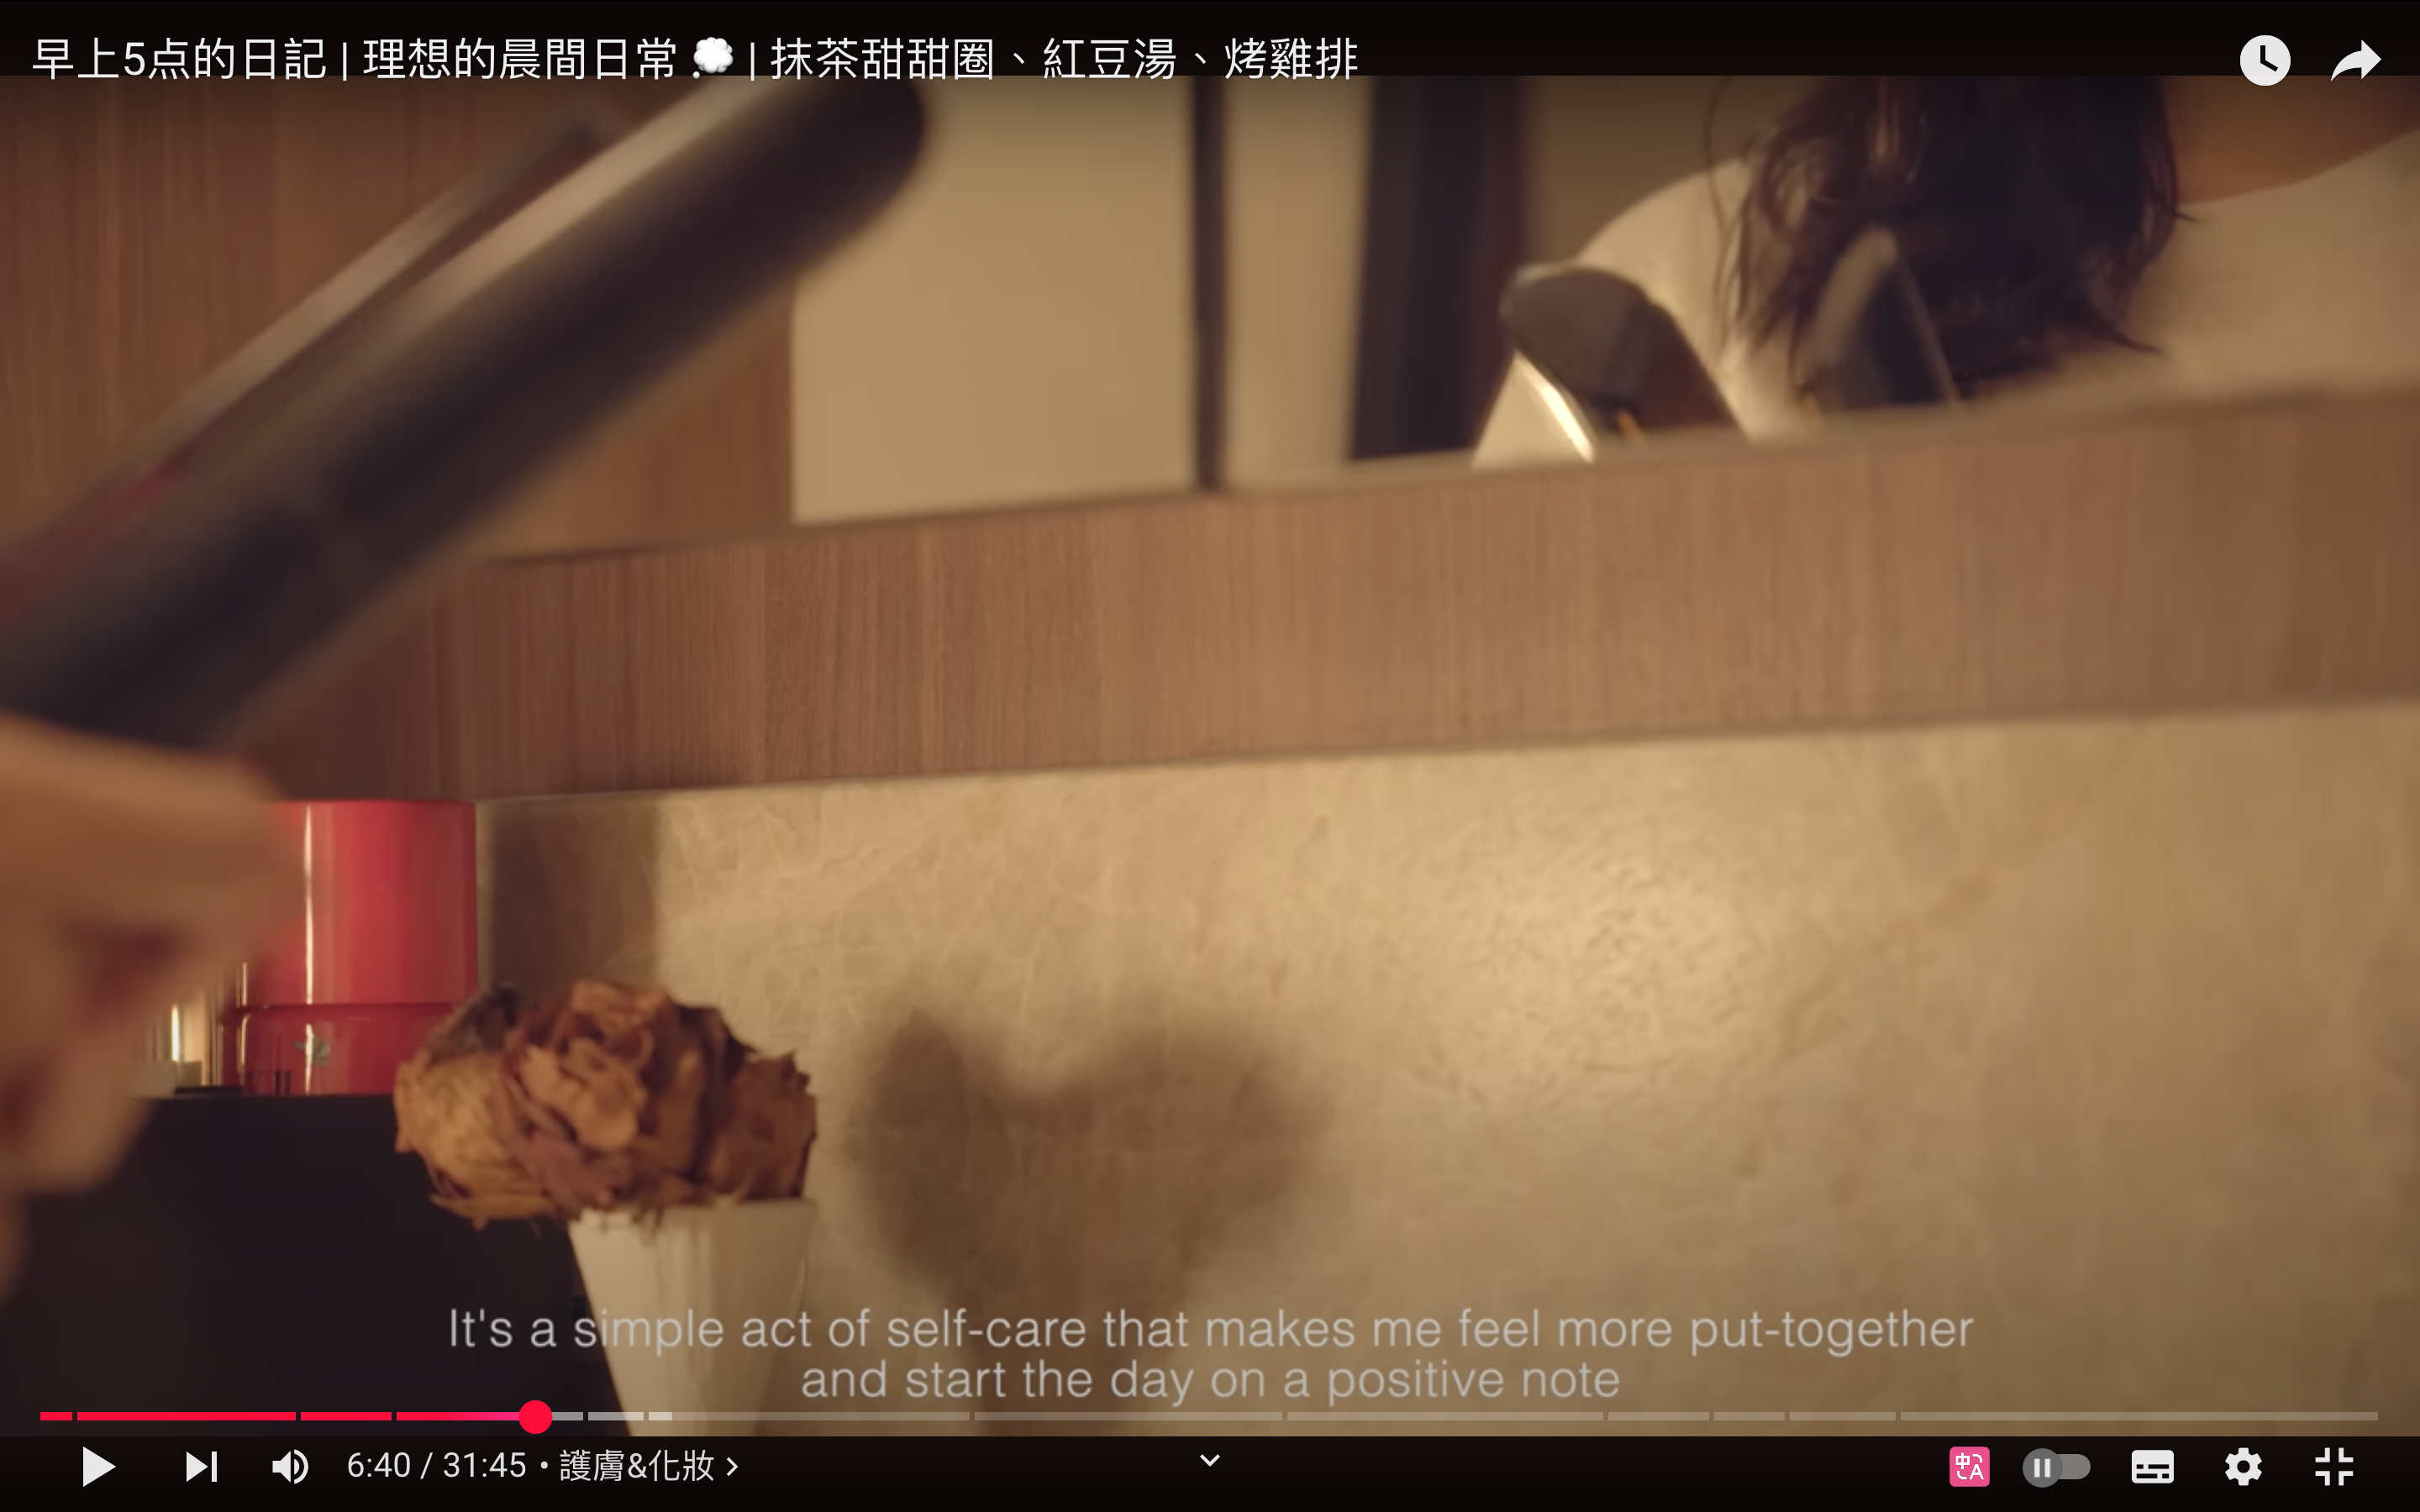 早上5点的日記 | 理想的晨間日常 💭 | 抹茶甜甜圈、紅豆湯、烤雞排
It's a simple act of self-care that makes me feel more put-together
and start the day on a positive note
6:40 / 31:45 • 護膚&化妝 >
中A